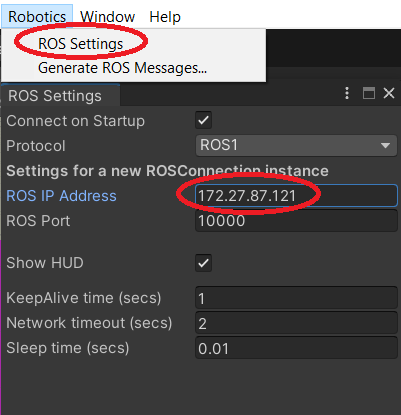 Robotics Window Help
ROS Settings
Generate ROS Messages...
ROS Settings
Connect on Startup
Protocol ROS1
Settings for a new ROSConnection instance
ROS IP Address 172.27.87.121
ROS Port 10000
Show HUD
KeepAlive time (secs) 1
Network timeout (secs) 2
Sleep time (secs) 0.01